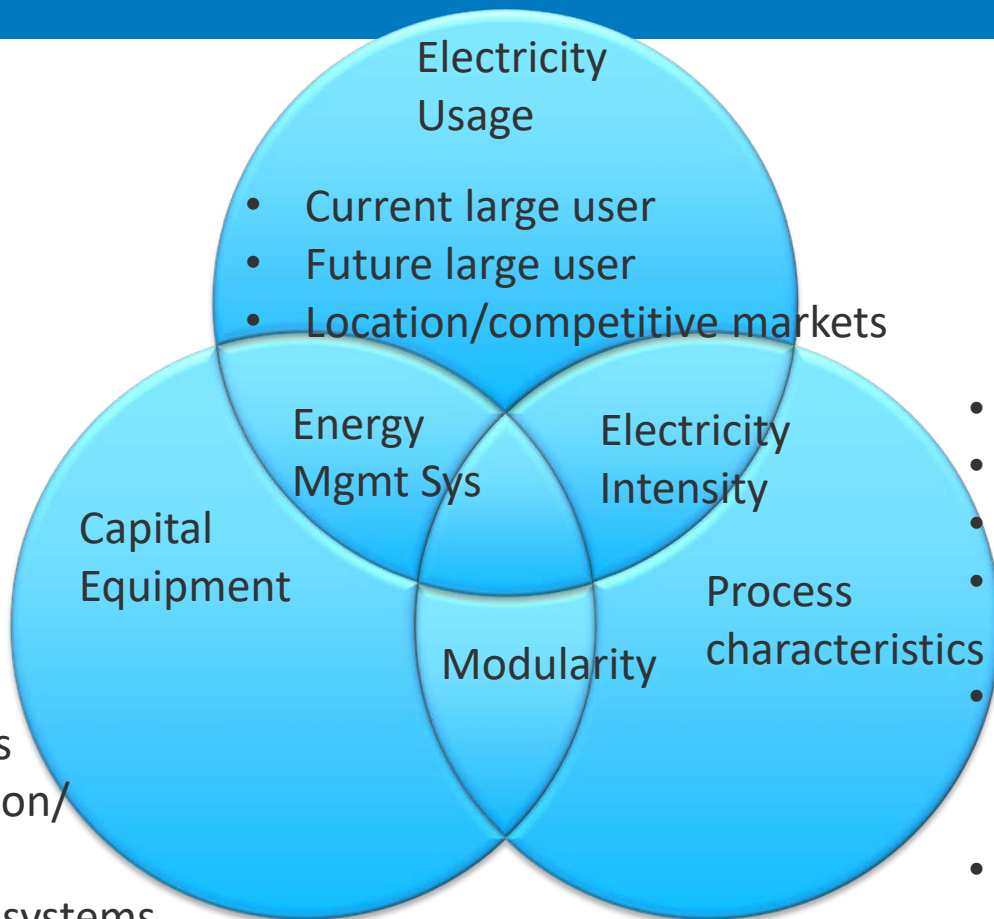 Electricity
Usage
• Current large user
• Future large user
• Location/competitive markets
Energy
Mgmt Sys
Electricity
Intensity
Capital
Equipment
Process
characteristics
Modularity
•
•
•
•
•
•
systems